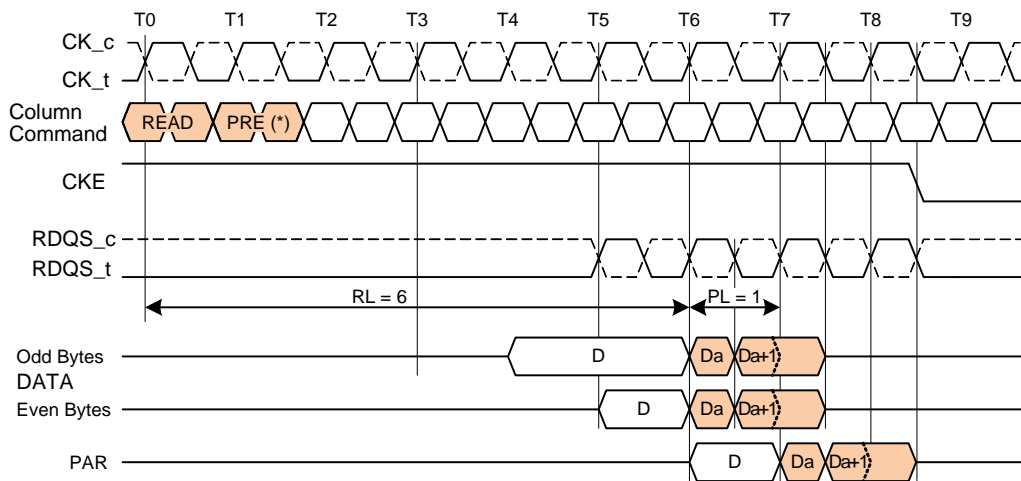 T0 T1 T2 T3 T4 T5 T6 T7 T8 T9
CK_c
CK_t
Column
Command
READ PRE (*)
CKE
RDQS_c
RDQS_t
RL = 6 PL = 1
Odd Bytes D Da Da+1
DATA
Even Bytes D Da Da+1
PAR D Da Da+1